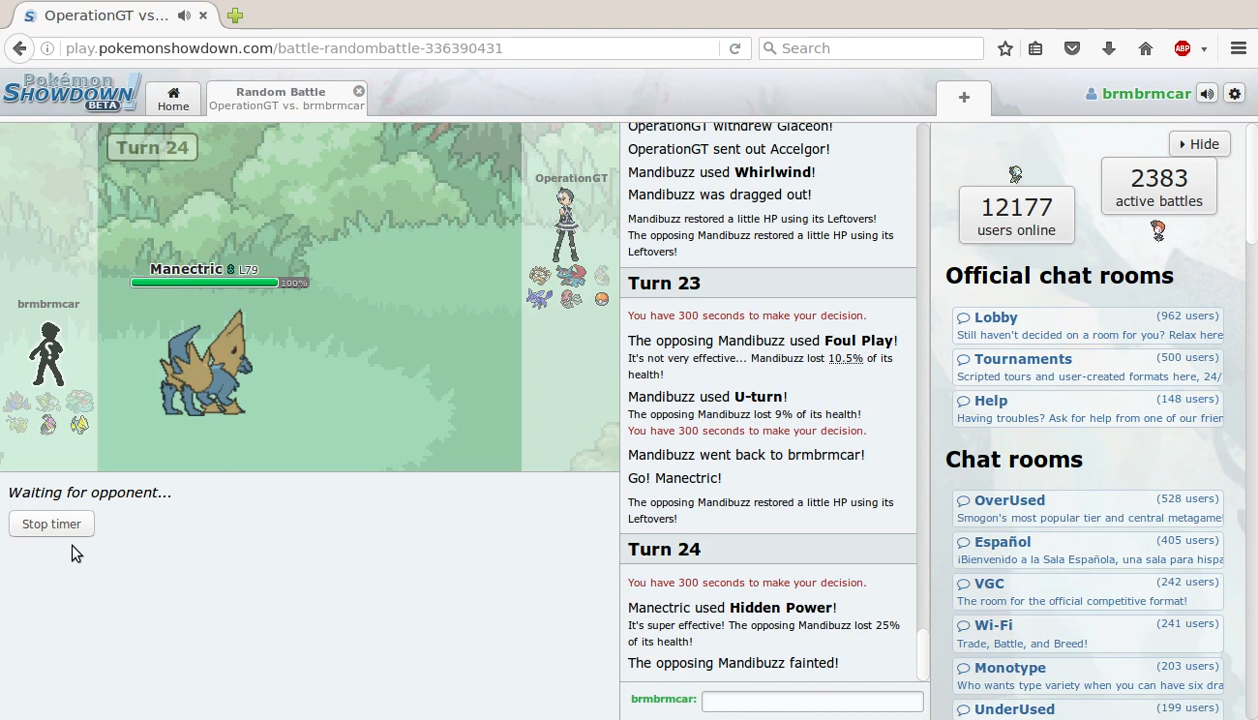 OperationGT vs...
play.pokemonshowdown.com/battle-randombattle-336390431
Search
ABP
Pokémon
SHOWDOWN!
BETA
Home
Random Battle
OperationGT vs. brmbrmcar
+
brmbrmcar
Turn 24
OperationGT
Manectric L79
100%
brmbrmcar
Waiting for opponent...
Stop timer
OperationGT withdrew Glaceon!
OperationGT sent out Accelgor!
Mandibuzz used Whirlwind!
Mandibuzz was dragged out!
Mandibuzz restored a little HP using its Leftovers!
The opposing Mandibuzz restored a little HP using its
Leftovers!
Turn 23
You have 300 seconds to make your decision.
The opposing Mandibuzz used Foul Play!
It's not very effective... Mandibuzz lost 10.5% of its
health!
Mandibuzz used U-turn!
The opposing Mandibuzz lost 9% of its health!
You have 300 seconds to make your decision.
Mandibuzz went back to brmbrmcar!
Go! Manectric!
The opposing Mandibuzz restored a little HP using its
Leftovers!
Turn 24
You have 300 seconds to make your decision.
Manectric used Hidden Power!
It's super effective! The opposing Mandibuzz lost 25%
of its health!
The opposing Mandibuzz fainted!
brmbrmcar:
Hide
12177
users online
2383
active battles
Official chat rooms
Lobby (962 users)
Still haven't decided on a room for you? Relax here
Tournaments (500 users)
Scripted tours and user-created formats here, 24/
Help (148 users)
Having troubles? Ask for help from one of our frien
Chat rooms
OverUsed (528 users)
Smogon's most popular tier and central metagame!
Español (405 users)
¡Bienvenido a la Sala Española, una sala para hispa
VGC (242 users)
The room for the official competitive format!
Wi-Fi (241 users)
Trade, Battle, and Breed!
Monotype (203 users)
Who wants type variety when you can have six dra
UnderUsed (199 users)